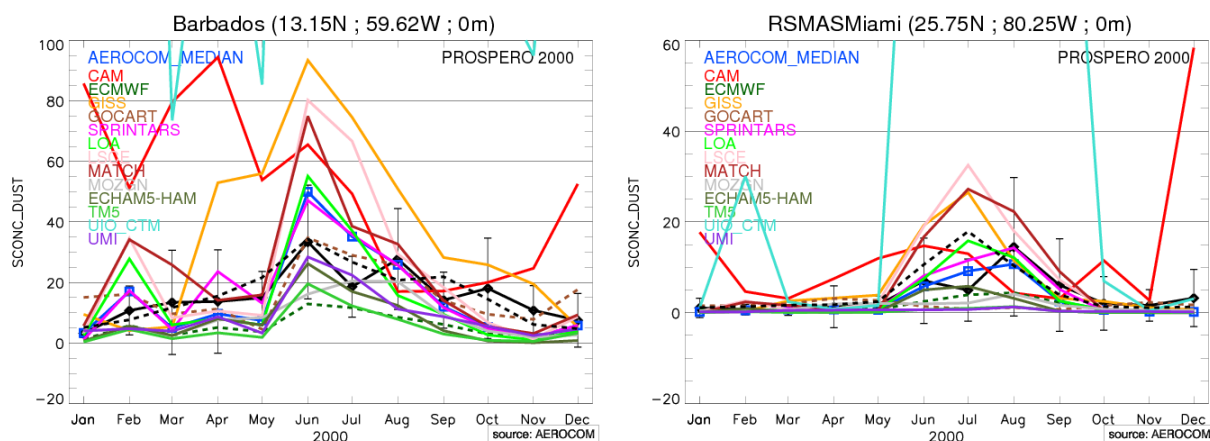 Barbados (13.15N ; 59.62W ; 0m)
100
80
60
40
20
0
−20
SCONC_DUST
AEROCOM_MEDIAN
CAM
ECMWF
GISS
GOCART
SPRINTARS
LOA
LSCE
MATCH
MOZGN
ECHAM5-HAM
TM5
UIO_CTM
UMI
PROSPERO 2000
Jan Feb Mar Apr May Jun Jul Aug Sep Oct Nov Dec
2000
source: AEROCOM
RSMASMiami (25.75N ; 80.25W ; 0m)
60
40
20
0
−20
SCONC_DUST
AEROCOM_MEDIAN
CAM
ECMWF
GISS
GOCART
SPRINTARS
LOA
LSCE
MATCH
MOZGN
ECHAM5-HAM
TM5
UIO_CTM
UMI
PROSPERO 2000
Jan Feb Mar Apr May Jun Jul Aug Sep Oct Nov Dec
2000
source: AEROCOM